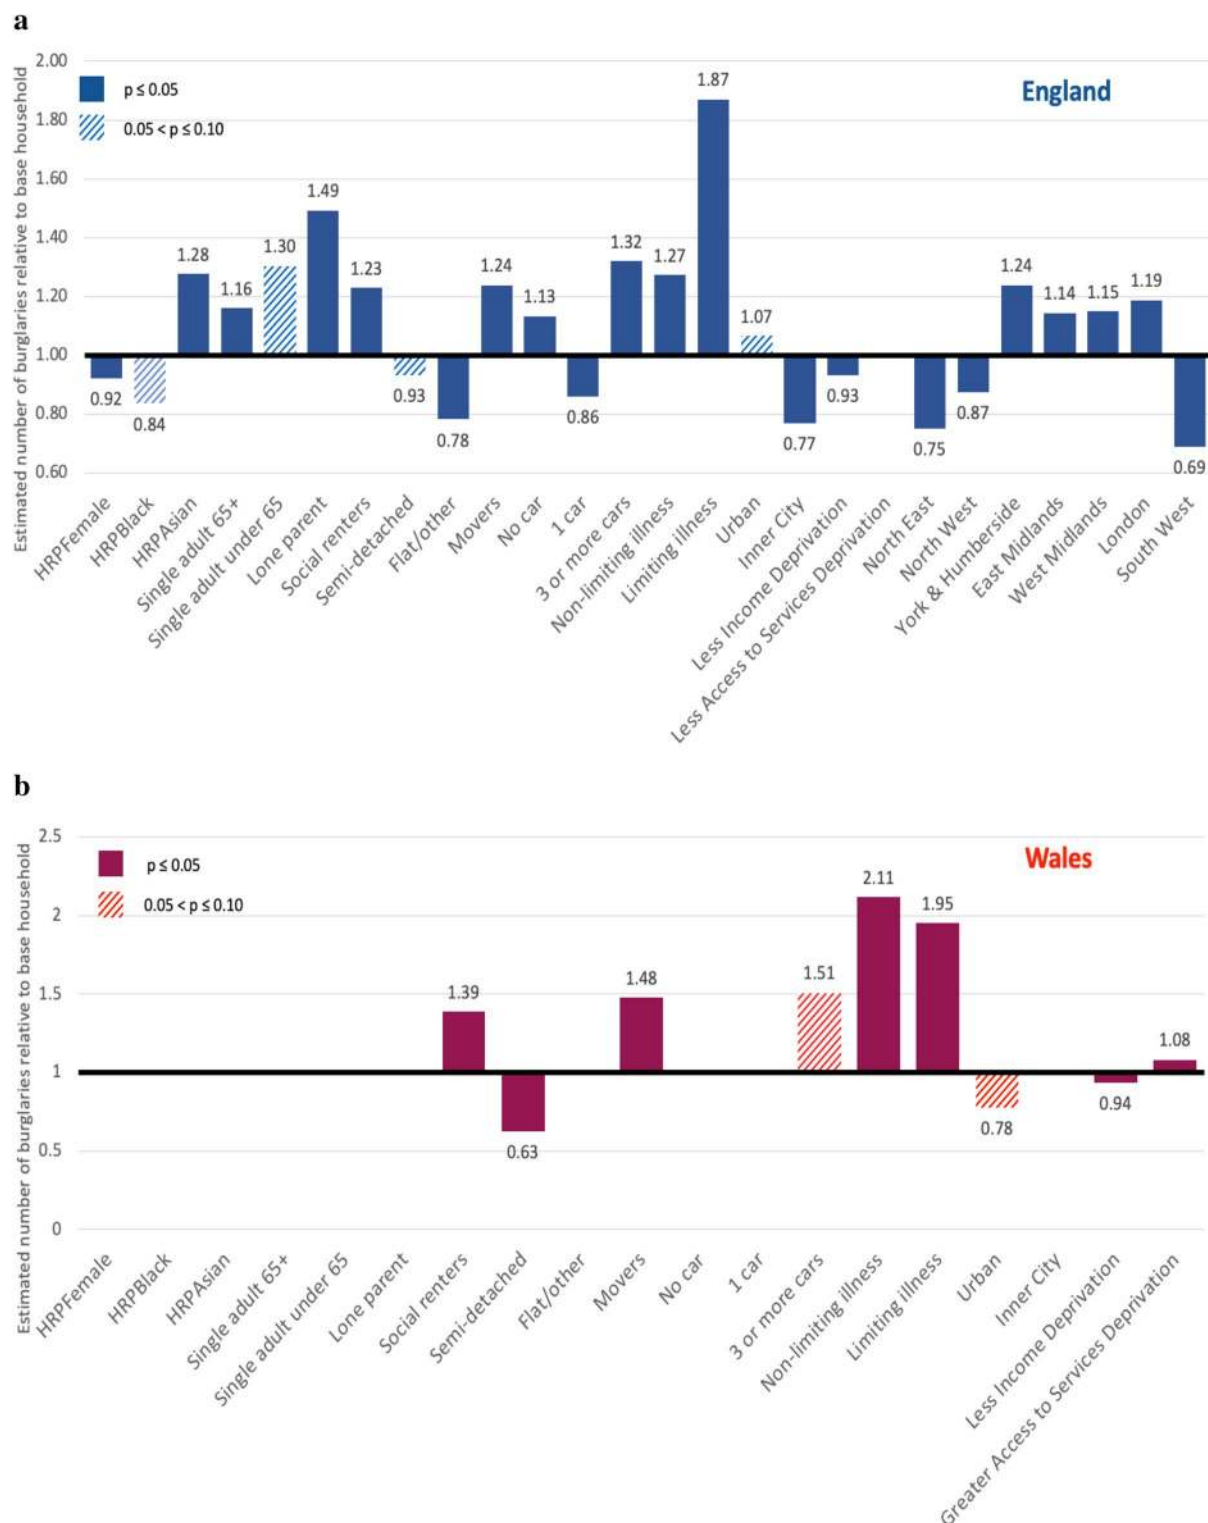 a
Estimated number of burglaries relative to base household
2.00
1.80
1.60
1.40
1.20
1.00
0.80
0.60
p ≤ 0.05
0.05 < p ≤ 0.10
England
0.92
0.84
1.28
1.16
1.30
1.49
1.23
0.93
0.78
1.24
1.13
0.86
1.32
1.27
1.87
1.07
0.77
0.93
0.75
0.87
1.24
1.14
1.15
1.19
0.69
HRPFemale
HRPBlack
HRPAsian
Single adult 65+
Single adult under 65
Lone parent
Social renters
Semi-detached
Flat/other
Movers
No car
1 car
3 or more cars
Non-limiting illness
Limiting illness
Urban
Inner City
Less Income Deprivation
Less Access to Services Deprivation
North East
North West
York & Humberside
East Midlands
West Midlands
London
South West
b
Estimated number of burglaries relative to base household
2.5
2
1.5
1
0.5
0
p ≤ 0.05
0.05 < p ≤ 0.10
Wales
1.39
0.63
1.48
1.51
2.11
1.95
0.78
0.94
1.08
HRPFemale
HRPBlack
HRPAsian
Single adult 65+
Single adult under 65
Lone parent
Social renters
Semi-detached
Flat/other
Movers
No car
1 car
3 or more cars
Non-limiting illness
Limiting illness
Urban
Inner City
Less Income Deprivation
Greater Access to Services Deprivation